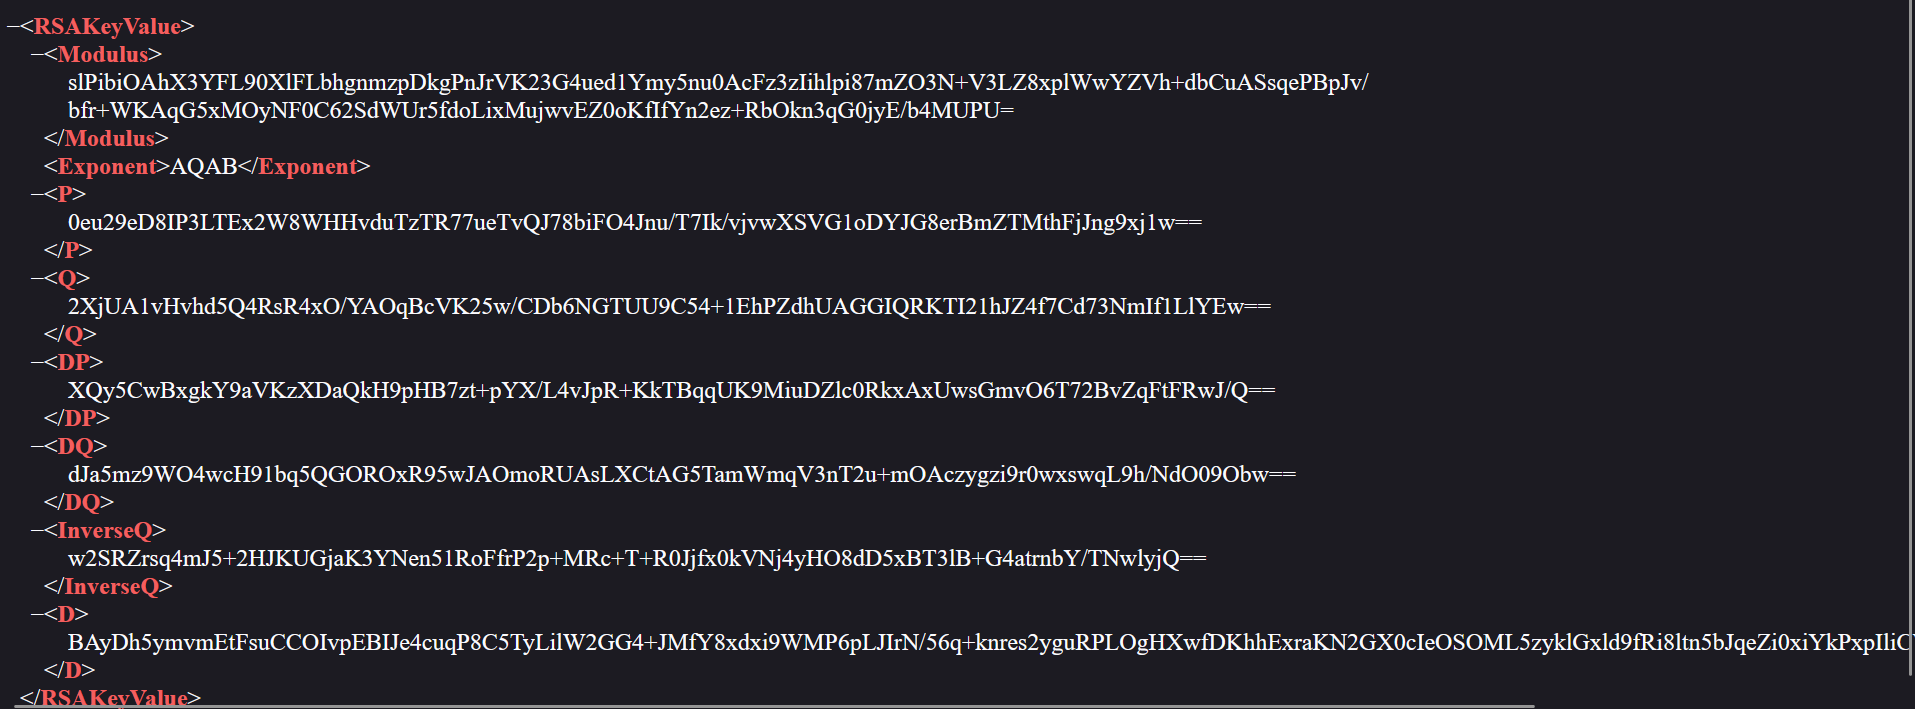 −<RSAKeyValue>
−<Modulus>
slPibiOAhX3YFL90XlFLbhgnmzpDkgPnJrVK23G4ued1Ymy5nu0AcFz3zIihlpi87mZO3N+V3LZ8xplWwYZVh+dbCuASsqePBpJv/
bfr+WKAqG5xMOyNF0C62SdWUr5fdoLixMujwvEZ0oKfIfYn2ez+RbOkn3qG0jyE/b4MUPU=
</Modulus>
<Exponent>AQAB</Exponent>
−<P>
0eu29eD8IP3LTEx2W8WHHvduTzTR77ueTvQJ78biFO4Jnu/T7Ik/vjvwXSVG1oDYJG8erBmZTMthFjJng9xj1w==
</P>
−<Q>
2XjUA1vHvhd5Q4RsR4xO/YAOqBcVK25w/CDb6NGTUU9C54+1EhPZdhUAGGIQRKTI21hJZ4f7Cd73NmIf1LlYEw==
</Q>
−<DP>
XQy5CwBxgkY9aVKzXDaQkH9pHB7zt+pYX/L4vJpR+KkTBqqUK9MiuDZlc0RkxAxUwsGmvO6T72BvZqFtFRwJ/Q==
</DP>
−<DQ>
dJa5mz9WO4wcH91bq5QGOROxR95wJAOmoRUAsLXCtAG5TamWmqV3nT2u+mOAczygzi9r0wxswqL9h/NdO09Obw==
</DQ>
−<InverseQ>
w2SRZrsq4mJ5+2HJKUGjaK3YNen51RoFfrP2p+MRc+T+R0Jjfx0kVNj4yHO8dD5xBT3lB+G4atrnbY/TNwlyjQ==
</InverseQ>
−<D>
BAyDh5ymvmEtFsuCCOIvpEBIJe4cuqP8C5TyLilW2GG4+JMfY8xdxi9WMP6pLJIrN/56q+knres2yguRPLOgHXwfDKhhExraKN2GX0cIeOSOML5zyklGxld9fRi8ltn5bJqeZi0xiYkPxpIliC
</D>
</RSAKeyValue>